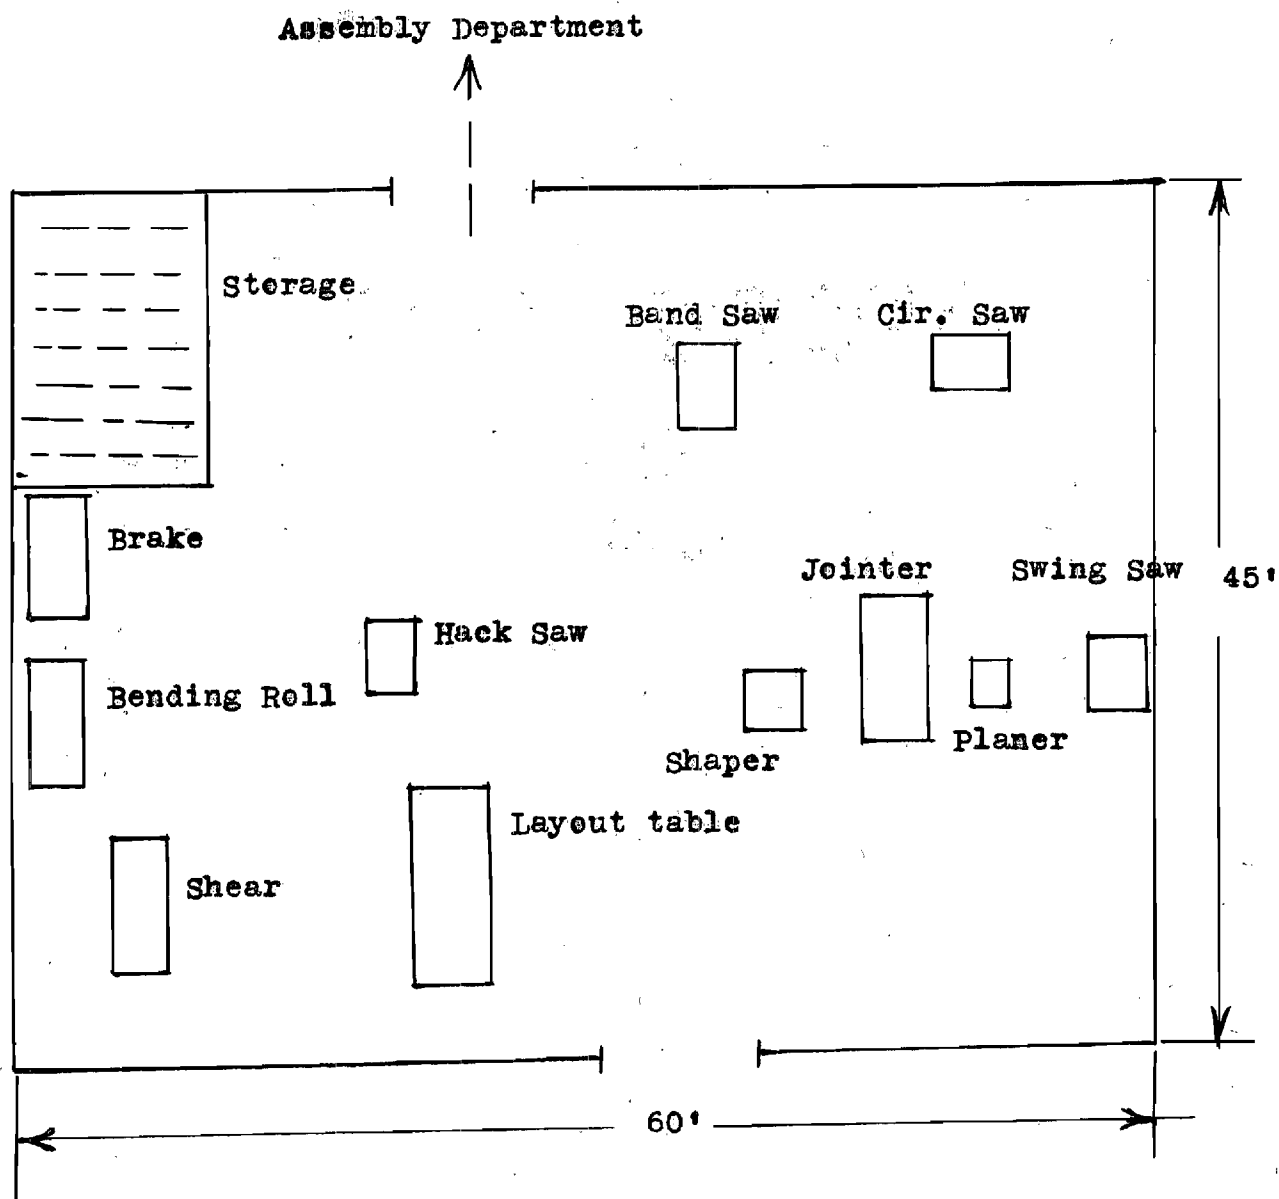 Assembly Department
Storage
Band Saw
Cir. Saw
Brake
Jointer
Swing Saw
45'
Hack Saw
Bending Roll
Planer
Shaper
Layout table
Shear
60'